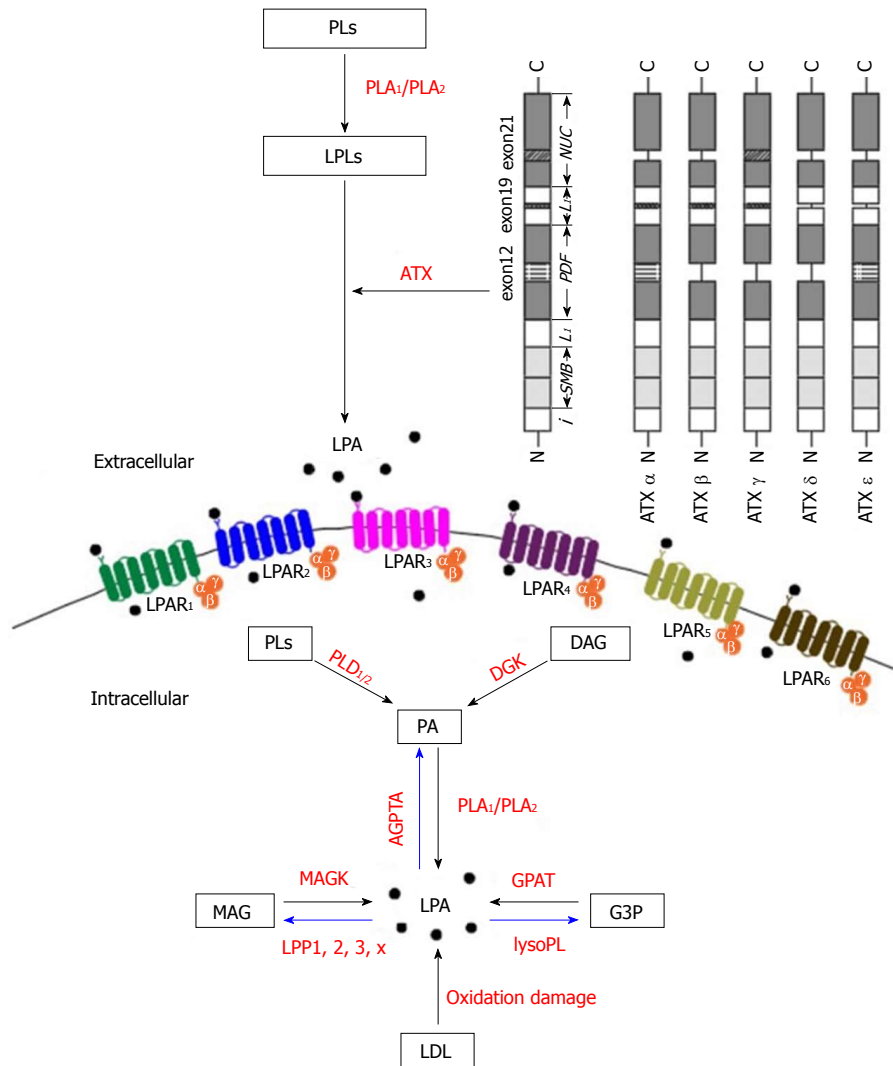 PLs
PLA1/PLA2
LPLs
ATX
LPA
Extracellular
C
exon21
exon19
exon12
NUC
PDF
L1
SMB
i
N
C
C
C
C
C
N
N
N
N
N
ATX α
ATX β
ATX γ
ATX δ
ATX ε
LPAR1
α γ
β
LPAR2
α γ
β
LPAR3
α γ
β
LPAR4
α γ
β
LPAR5
α γ
β
LPAR6
α γ
β
Intracellular
PLs
DAG
PLD1/2
DGK
PA
AGPTA
PLA1/PLA2
MAGK
GPAT
MAG
LPA
G3P
LPP1, 2, 3, x
lysoPL
Oxidation damage
LDL